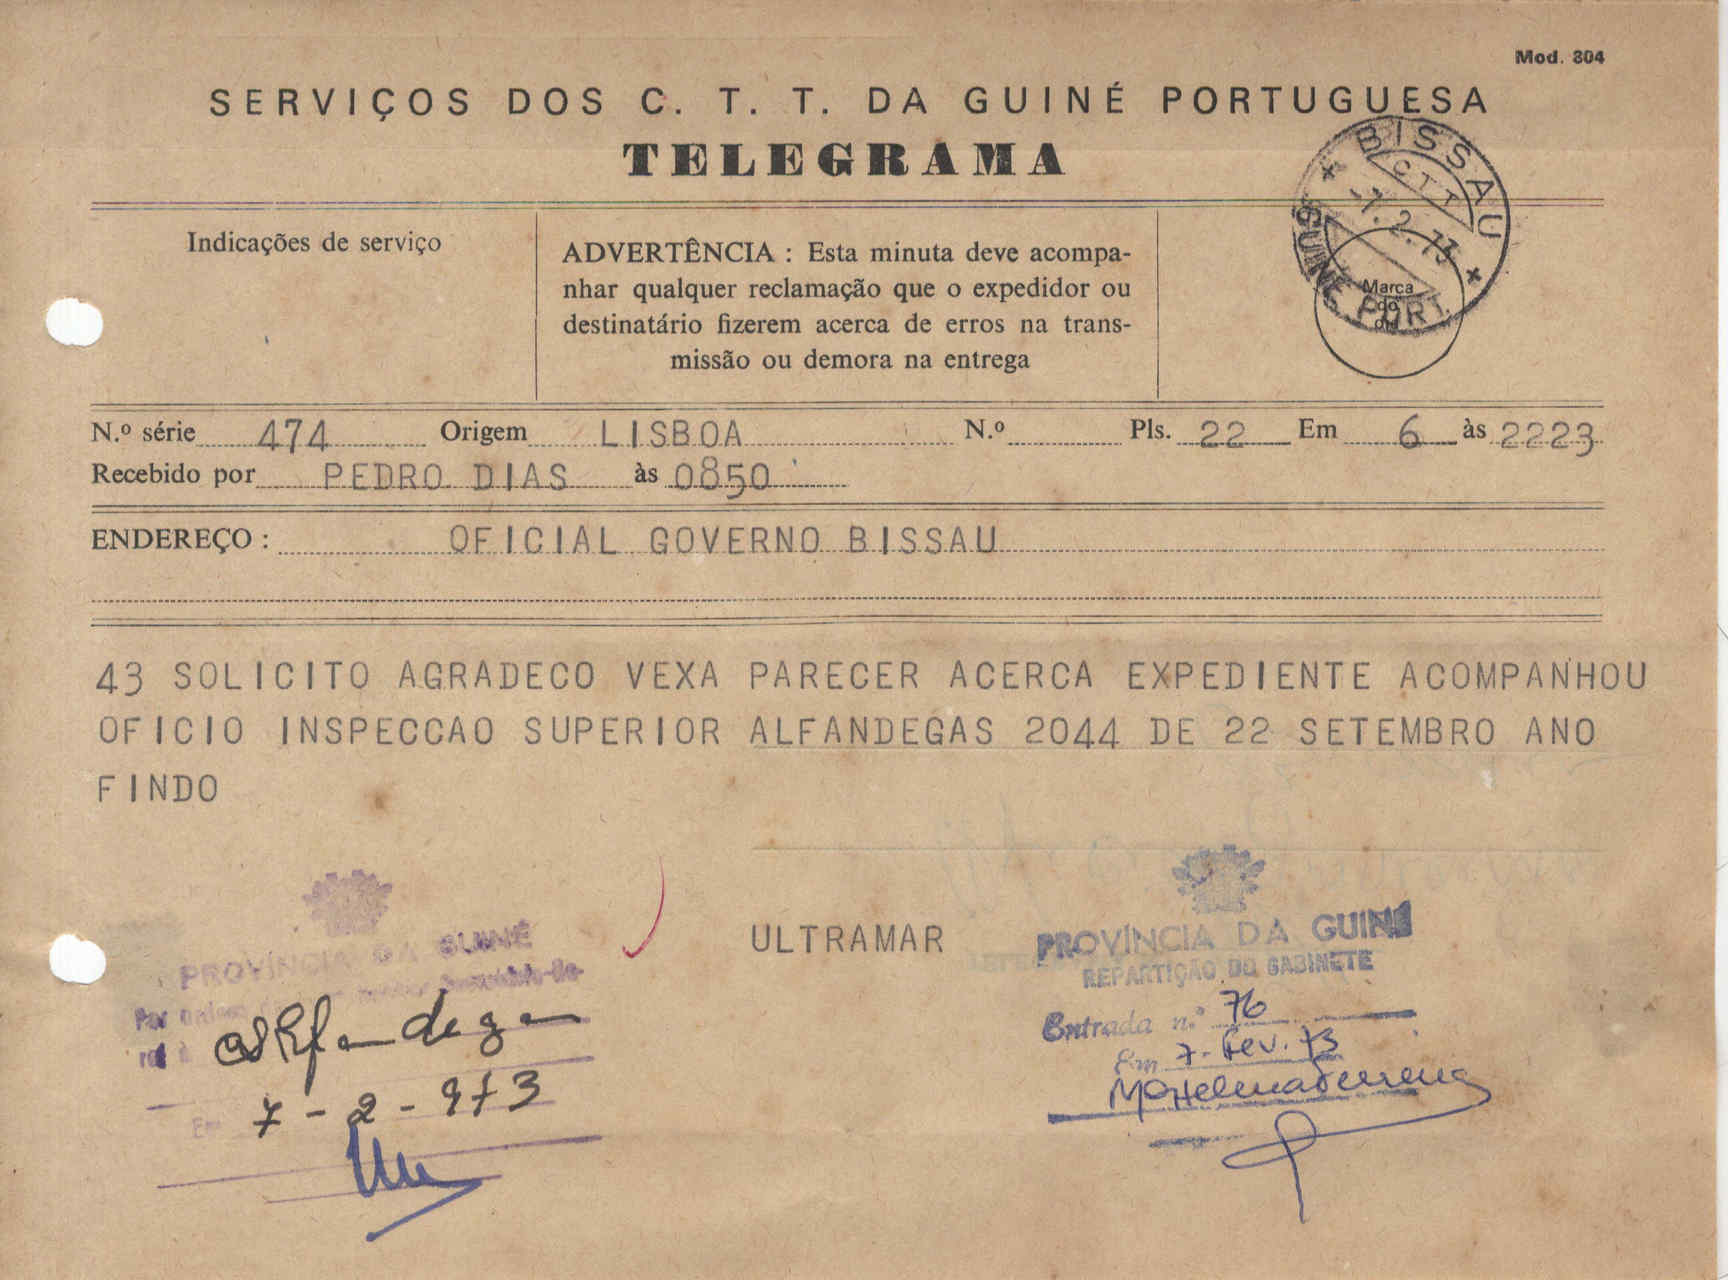 Mod. 804
SERVIÇOS DOS C. T. T. DA GUINÉ PORTUGUESA
TELEGRAMA
BISSAU
CTT
-7.2.73
GUINÉ PORT.
Indicações de serviço
ADVERTÊNCIA : Esta minuta deve acompa-
nhar qualquer reclamação que o expedidor ou
destinatário fizerem acerca de erros na trans-
missão ou demora na entrega
Marca
do
N.º série 474 Origem LISBOA N.º Pls. 22 Em 6 às 2223
Recebido por PEDRO DIAS às 0850
ENDEREÇO : OFICIAL GOVERNO BISSAU
43 SOLICITO AGRADECO VEXA PARECER ACERCA EXPEDIENTE ACOMPANHOU
OFICIO INSPECCAO SUPERIOR ALFANDEGAS 2044 DE 22 SETEMBRO ANO
FINDO
ULTRAMAR
PROVÍNCIA DA GUINÉ
Por ordem
Alfandegas
7-2-973
PROVÍNCIA DA GUINÉ
REPARTIÇÃO DO GABINETE
Entrada n.º 76
Em 7. Fev. 73